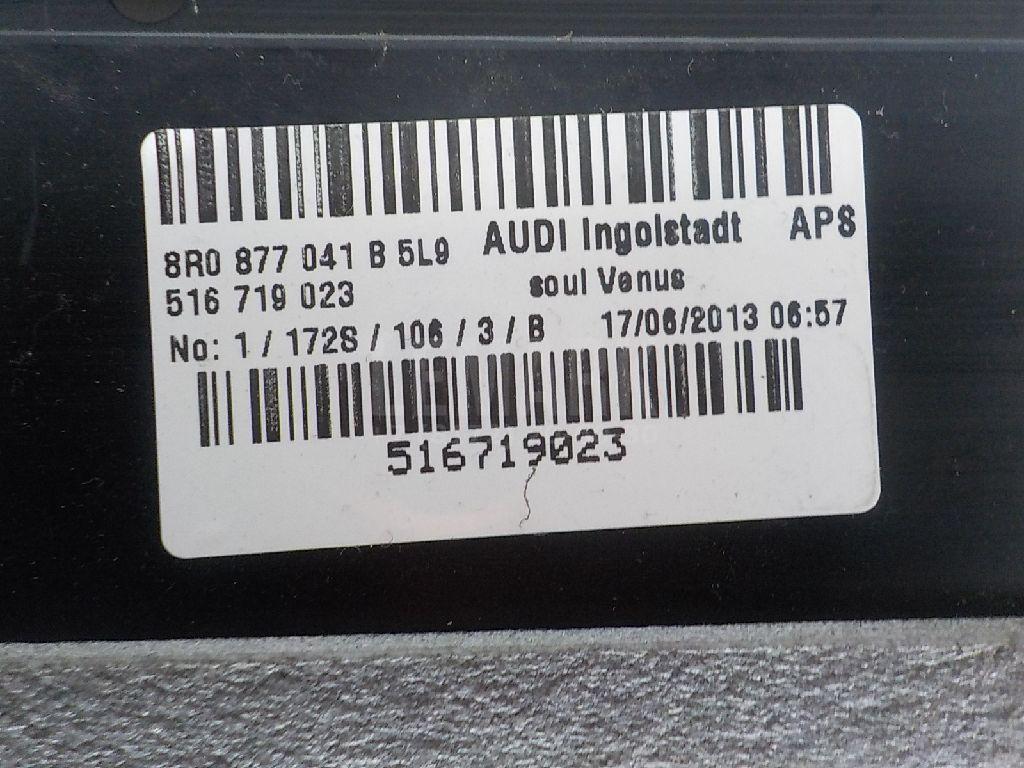 8R0 877 041 B 5L9 AUDI Ingolstadt AP8
516 719 023 soul Venus
No: 1 / 172S / 106 / 3 / B 17/06/2013 06:57
516719023